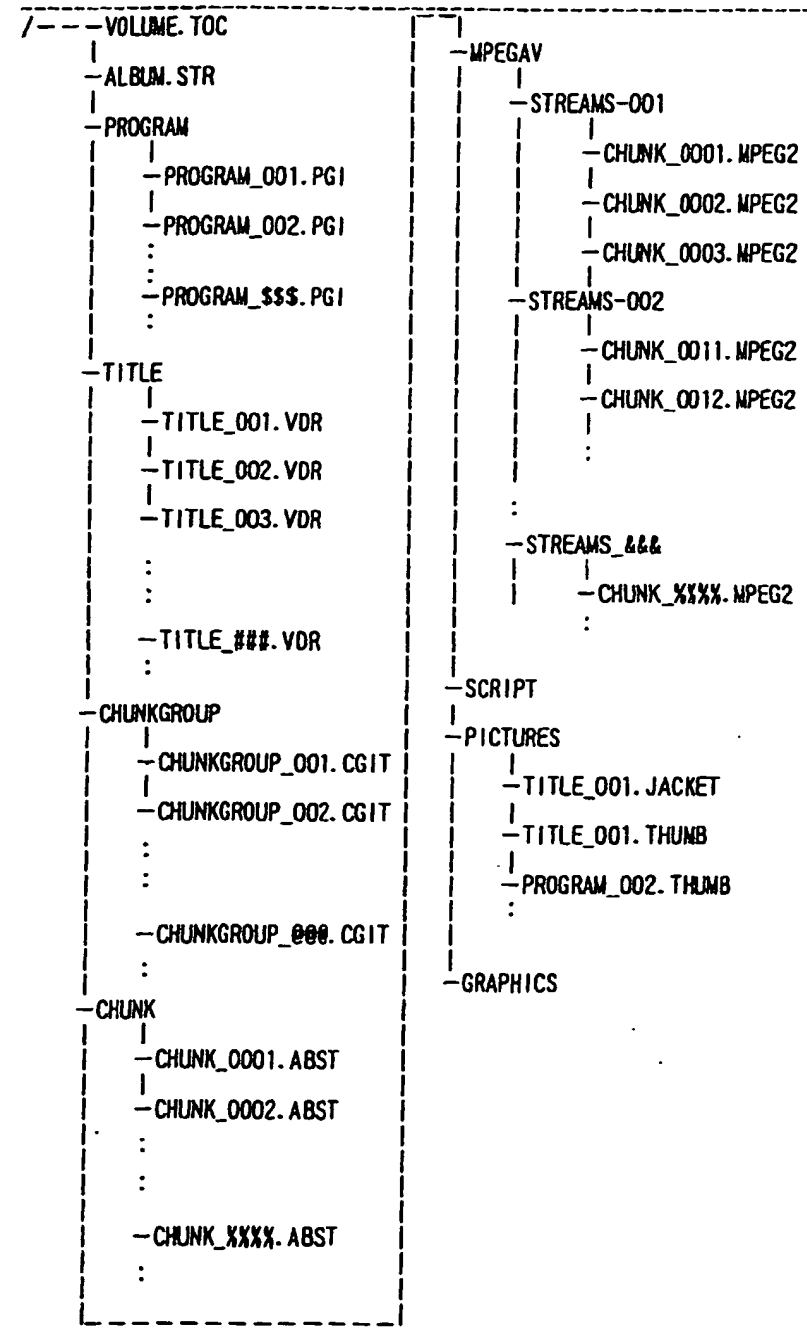 /---VOLUME.TOC
-ALBUM.STR
-PROGRAM
-PROGRAM_001.PGI
-PROGRAM_002.PGI
-PROGRAM_$$$.PGI
-TITLE
-TITLE_001.VDR
-TITLE_002.VDR
-TITLE_003.VDR
-TITLE_###.VDR
-CHUNKGROUP
-CHUNKGROUP_001.CGIT
-CHUNKGROUP_002.CGIT
-CHUNKGROUP_@@@.CGIT
-CHUNK
-CHUNK_0001.ABST
-CHUNK_0002.ABST
-CHUNK_%%%%.ABST
-MPEGAV
-STREAMS-001
-CHUNK_0001.MPEG2
-CHUNK_0002.MPEG2
-CHUNK_0003.MPEG2
-STREAMS-002
-CHUNK_0011.MPEG2
-CHUNK_0012.MPEG2
-STREAMS_&&&
-CHUNK_%%%%.MPEG2
-SCRIPT
-PICTURES
-TITLE_001.JACKET
-TITLE_001.THUMB
-PROGRAM_002.THUMB
-GRAPHICS